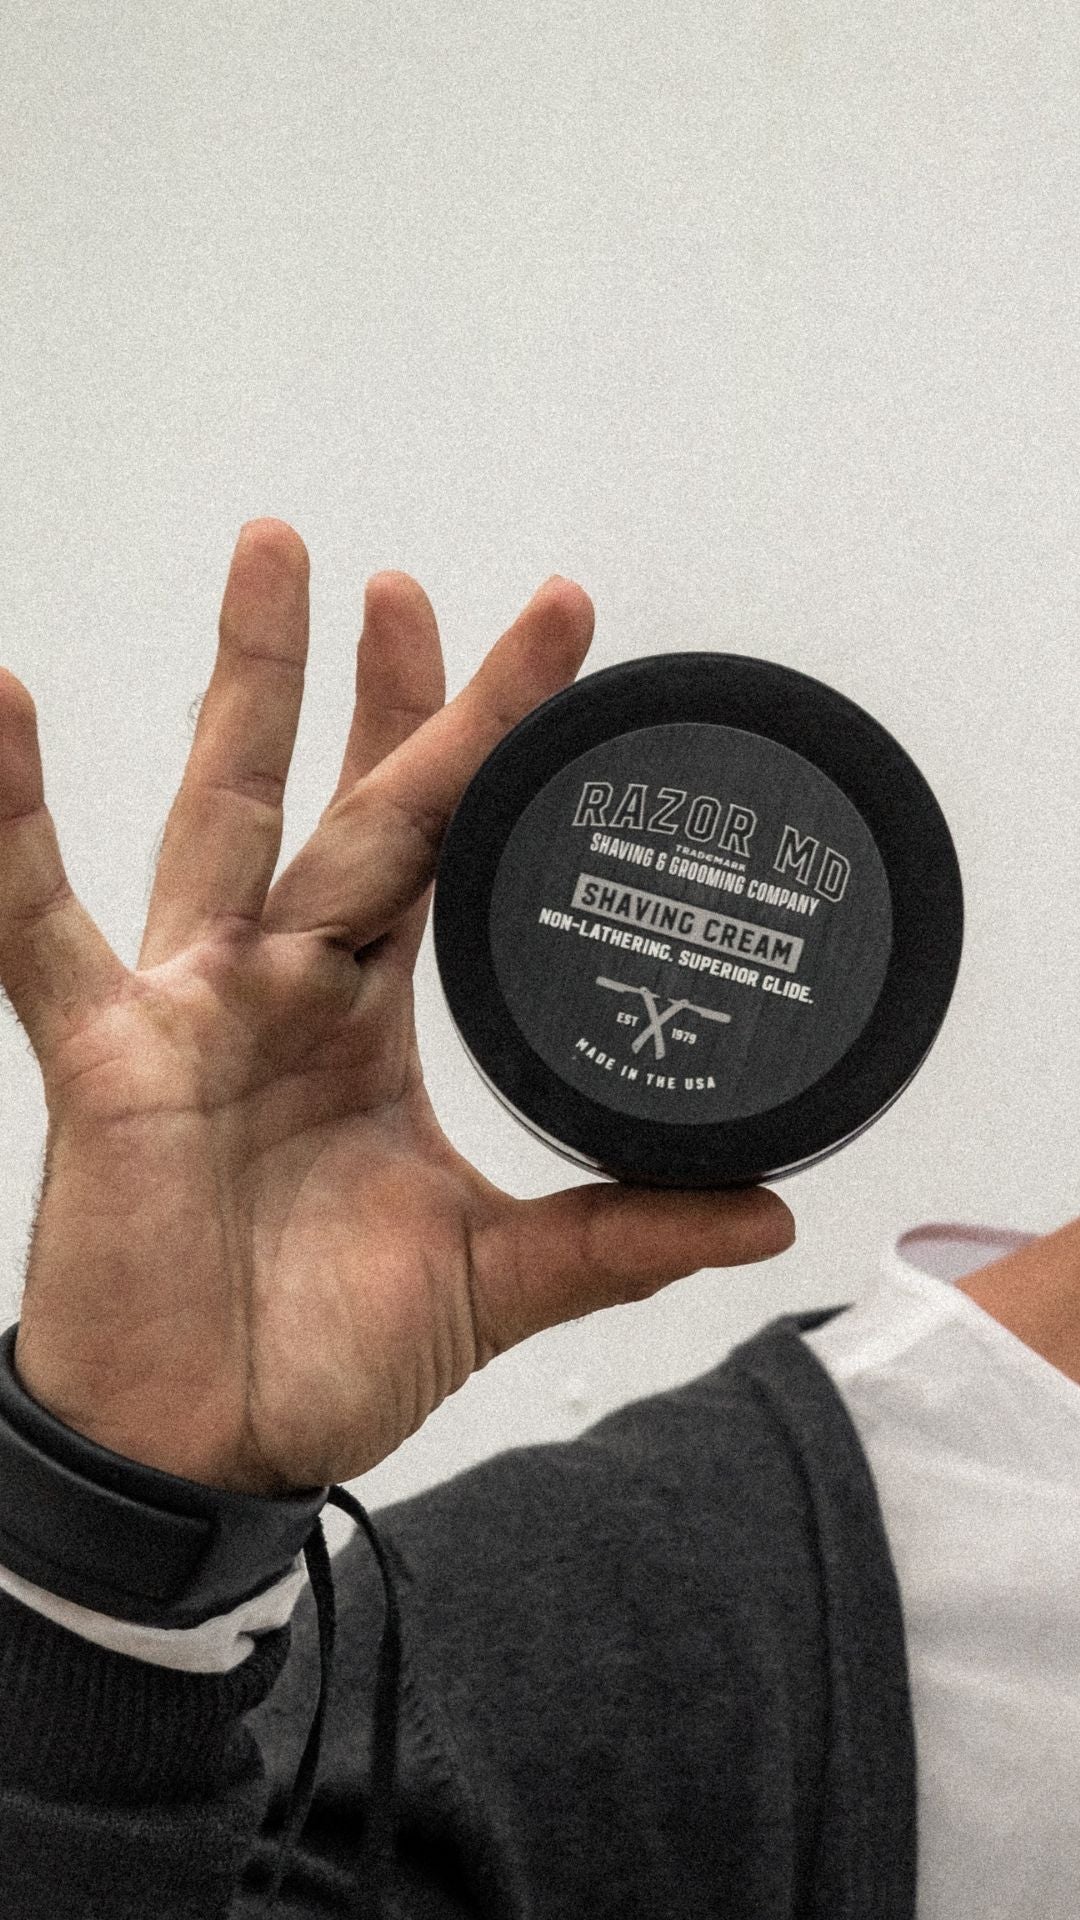 RAZOR MD
TRADEMARK
SHAVING & GROOMING COMPANY
SHAVING CREAM
NON-LATHERING. SUPERIOR GLIDE.
EST 1979
MADE IN THE USA